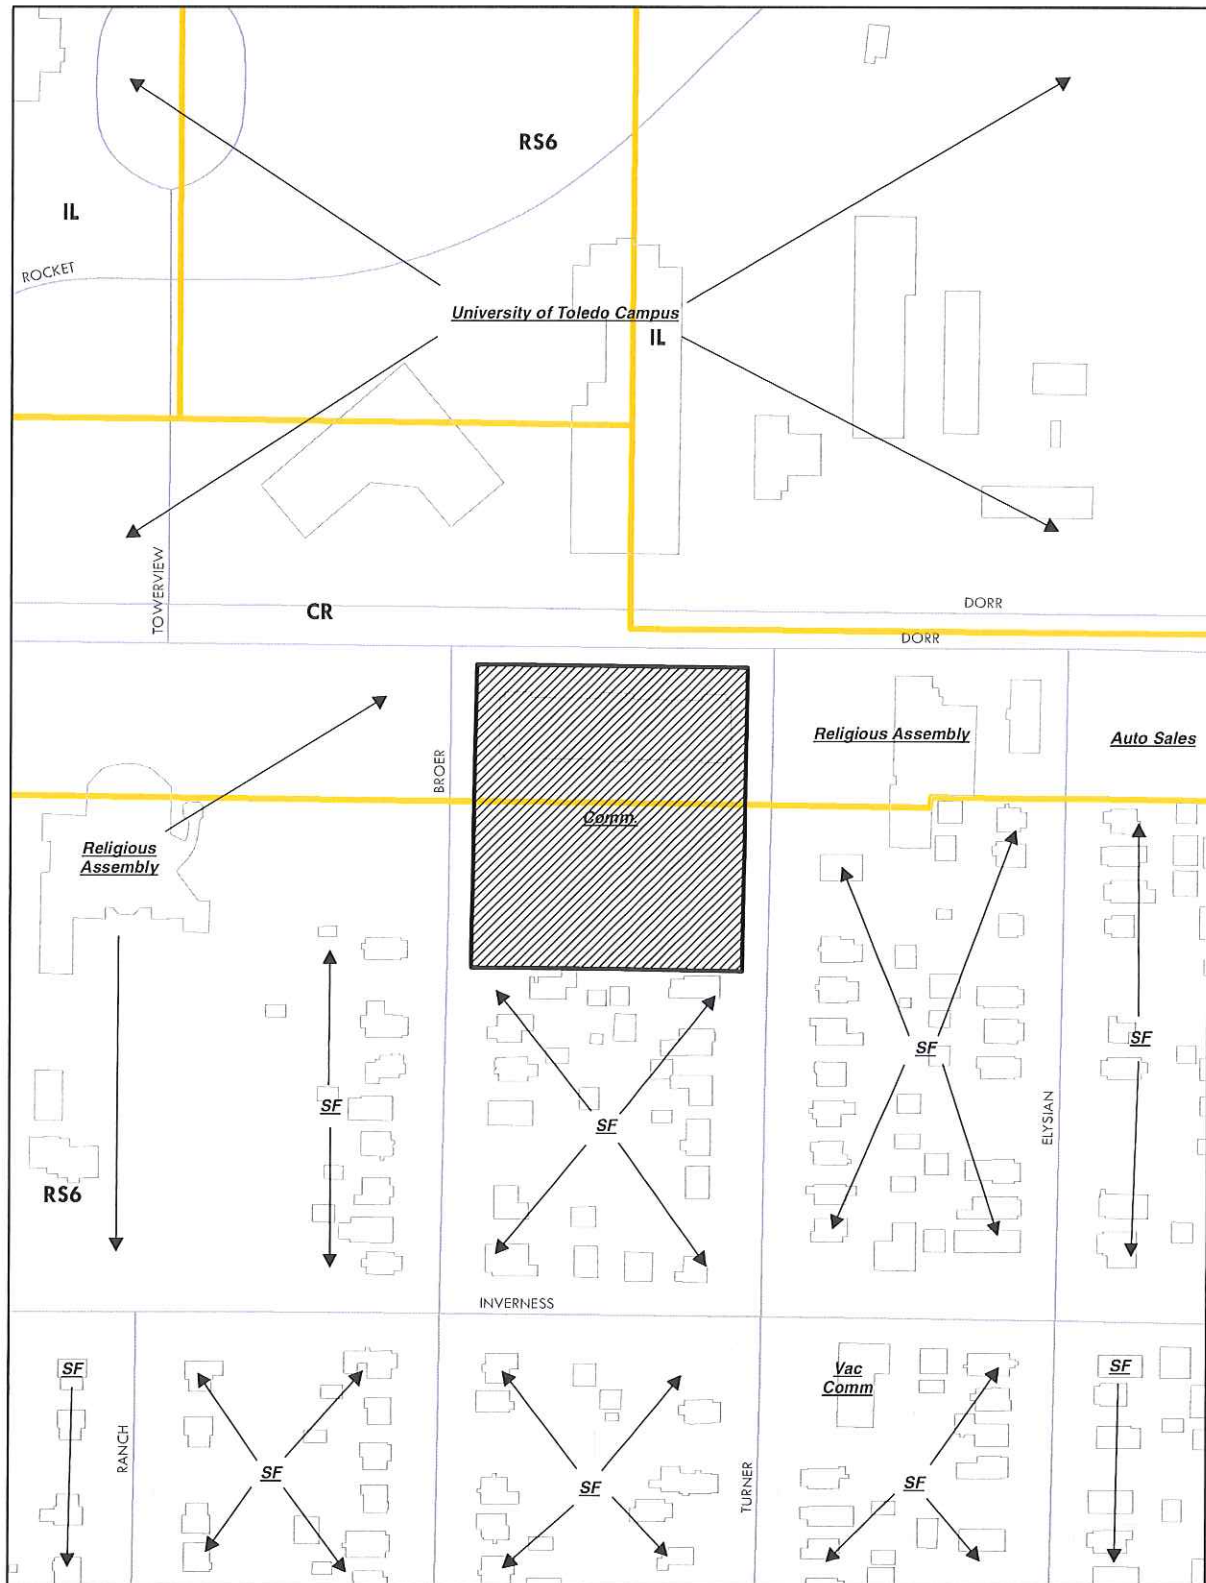 RS6
IL
ROCKET
University of Toledo Campus
IL
TOWERVIEW
CR
DORR
DORR
BROER
Religious Assembly
Auto Sales
Comm.
Religious
Assembly
SF
SF
SF
SF
ELYSIAN
RS6
INVERNESS
SF
Vac
Comm
SF
RANCH
SF
SF
SF
TURNER